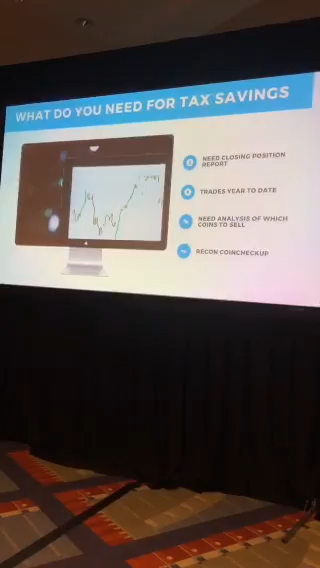 WHAT DO YOU NEED FOR TAX SAVINGS
NEED CLOSING POSITION
REPORT
TRADES YEAR TO DATE
NEED ANALYSIS OF WHICH
COINS TO SELL
RECON COINCHECKUP